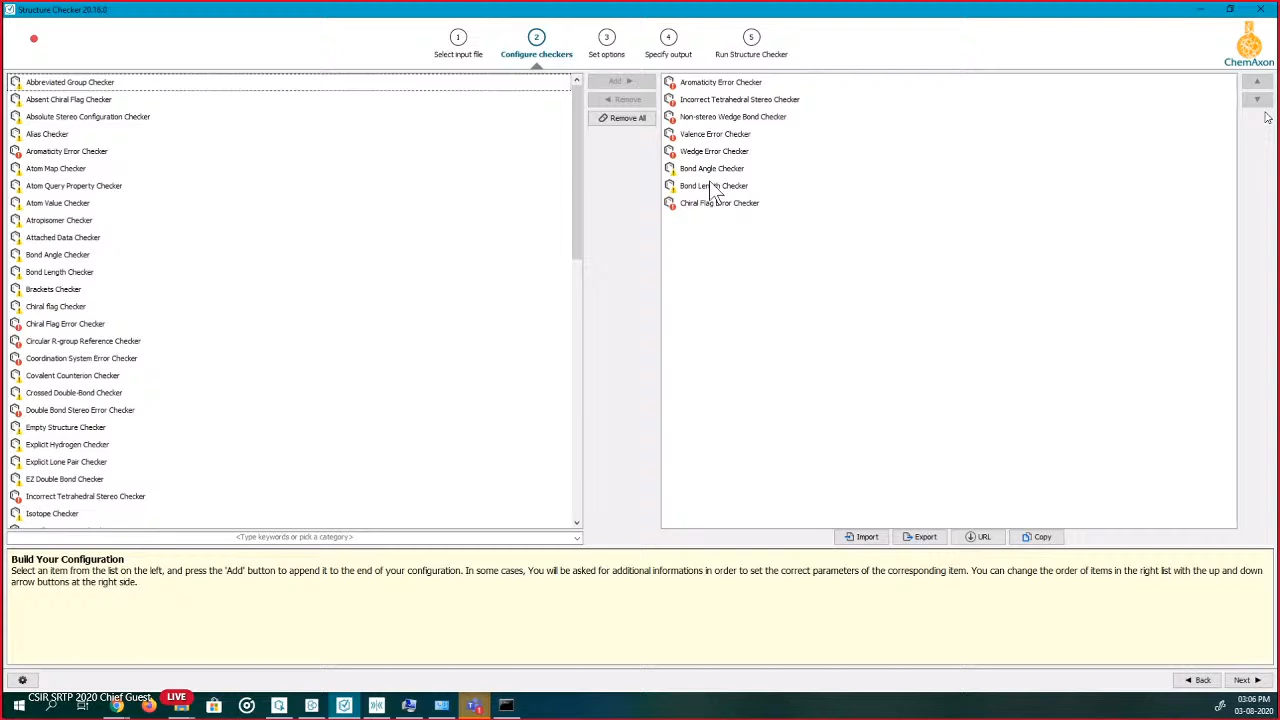 Structure Checker 20.16.0
1 2 3 4 5
Select input file Configure checkers Set options Specify output Run Structure Checker
ChemAxon
Abbreviated Group Checker
Absent Chiral Flag Checker
Absolute Stereo Configuration Checker
Alias Checker
Aromaticity Error Checker
Atom Map Checker
Atom Query Property Checker
Atom Value Checker
Atropisomer Checker
Attached Data Checker
Bond Angle Checker
Bond Length Checker
Brackets Checker
Chiral flag Checker
Chiral Flag Error Checker
Circular R-group Reference Checker
Coordination System Error Checker
Covalent Counterion Checker
Crossed Double-Bond Checker
Double Bond Stereo Error Checker
Empty Structure Checker
Explicit Hydrogen Checker
Explicit Lone Pair Checker
EZ Double Bond Checker
Incorrect Tetrahedral Stereo Checker
Isotope Checker
<Type keywords or pick a category>
Add
Remove
Remove All
Aromaticity Error Checker
Incorrect Tetrahedral Stereo Checker
Non-stereo Wedge Bond Checker
Valence Error Checker
Wedge Error Checker
Bond Angle Checker
Bond Length Checker
Chiral Flag Error Checker
Import Export URL Copy
Build Your Configuration
Select an item from the list on the left, and press the 'Add' button to append it to the end of your configuration. In some cases, You will be asked for additional informations in order to set the correct parameters of the corresponding item. You can change the order of items in the right list with the up and down
arrow buttons at the right side.
Back Next
CSIR SRTP 2020 Chief Guest LIVE
03:06 PM
03-08-2020